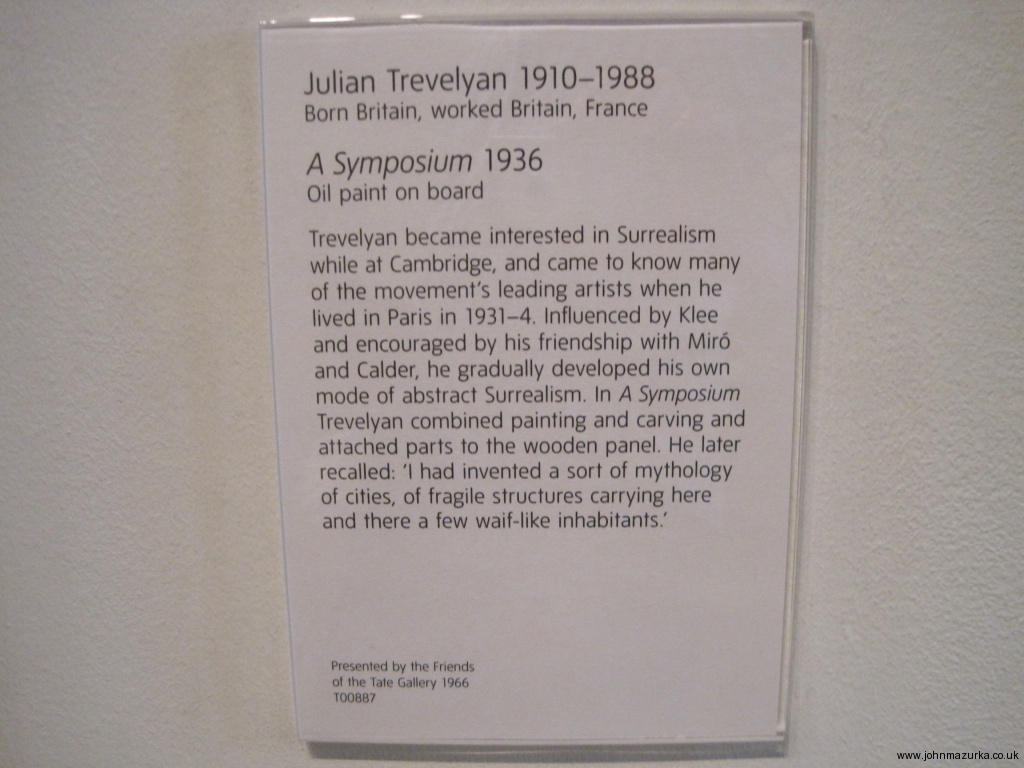 Julian Trevelyan 1910–1988
Born Britain, worked Britain, France
A Symposium 1936
Oil paint on board
Trevelyan became interested in Surrealism
while at Cambridge, and came to know many
of the movement's leading artists when he
lived in Paris in 1931–4. Influenced by Klee
and encouraged by his friendship with Miró
and Calder, he gradually developed his own
mode of abstract Surrealism. In A Symposium
Trevelyan combined painting and carving and
attached parts to the wooden panel. He later
recalled: 'I had invented a sort of mythology
of cities, of fragile structures carrying here
and there a few waif-like inhabitants.'
Presented by the Friends
of the Tate Gallery 1966
T00887
www.johnmazurka.co.uk